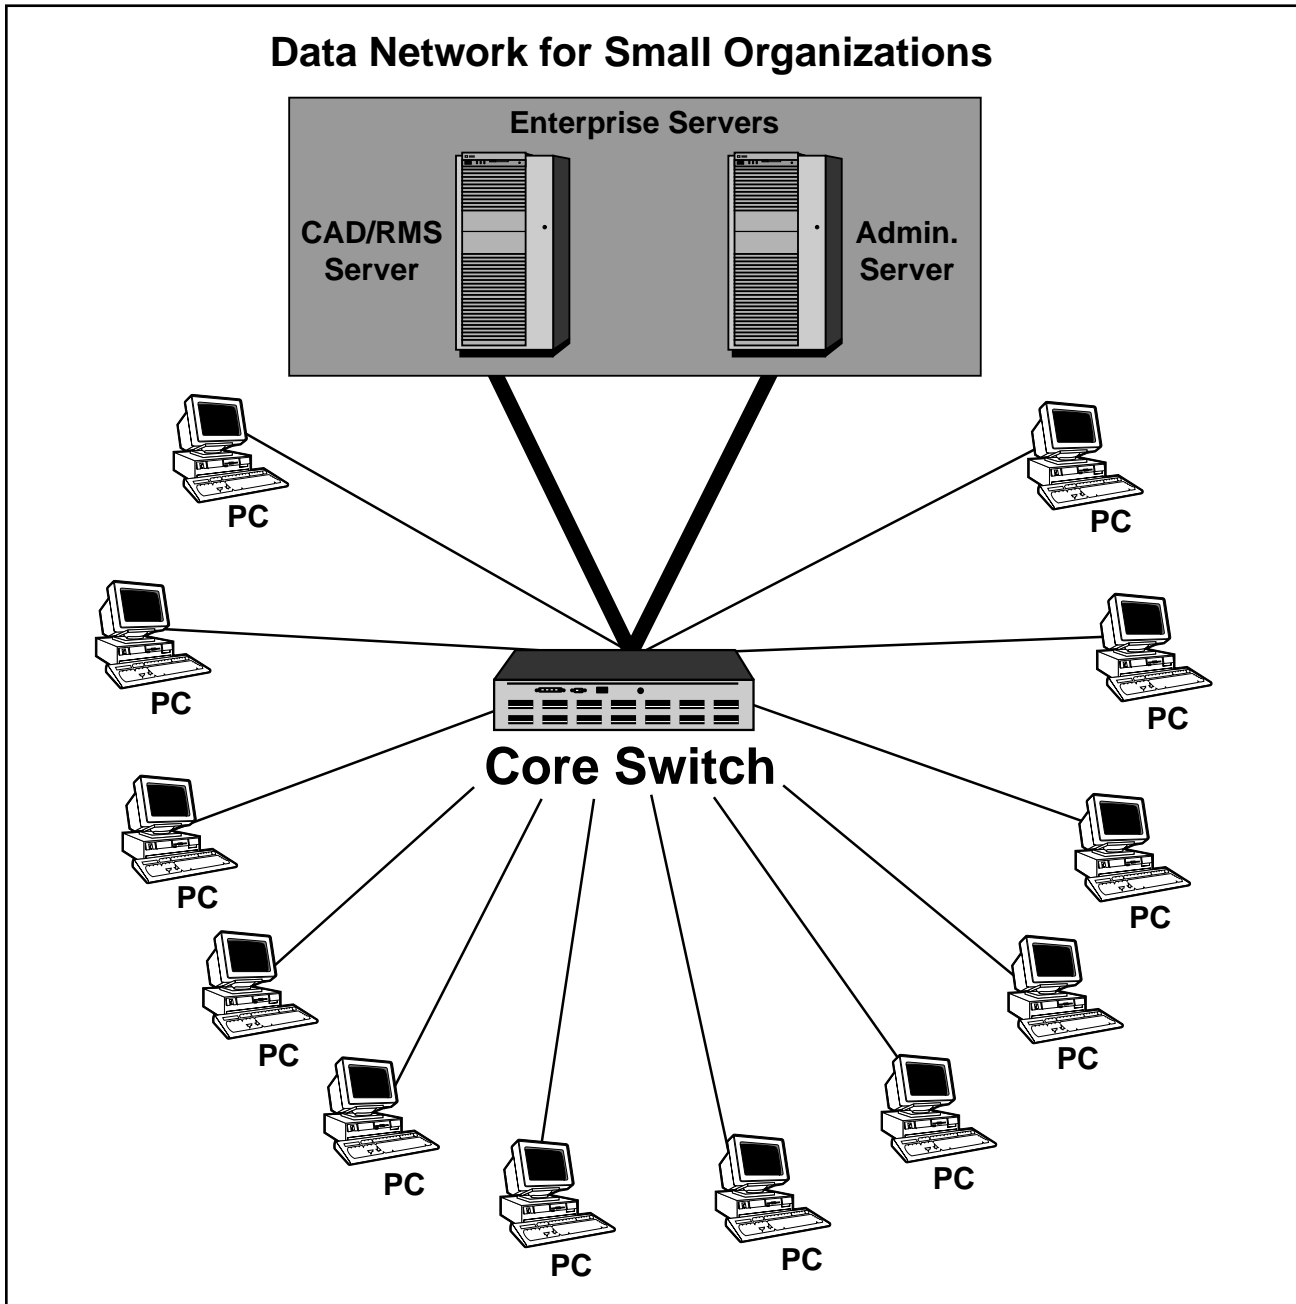 Data Network for Small Organizations
Enterprise Servers
CAD/RMS
Server
Admin.
Server
PC
PC
PC
PC
PC
PC
Core Switch
PC
PC
PC
PC
PC
PC
PC
PC